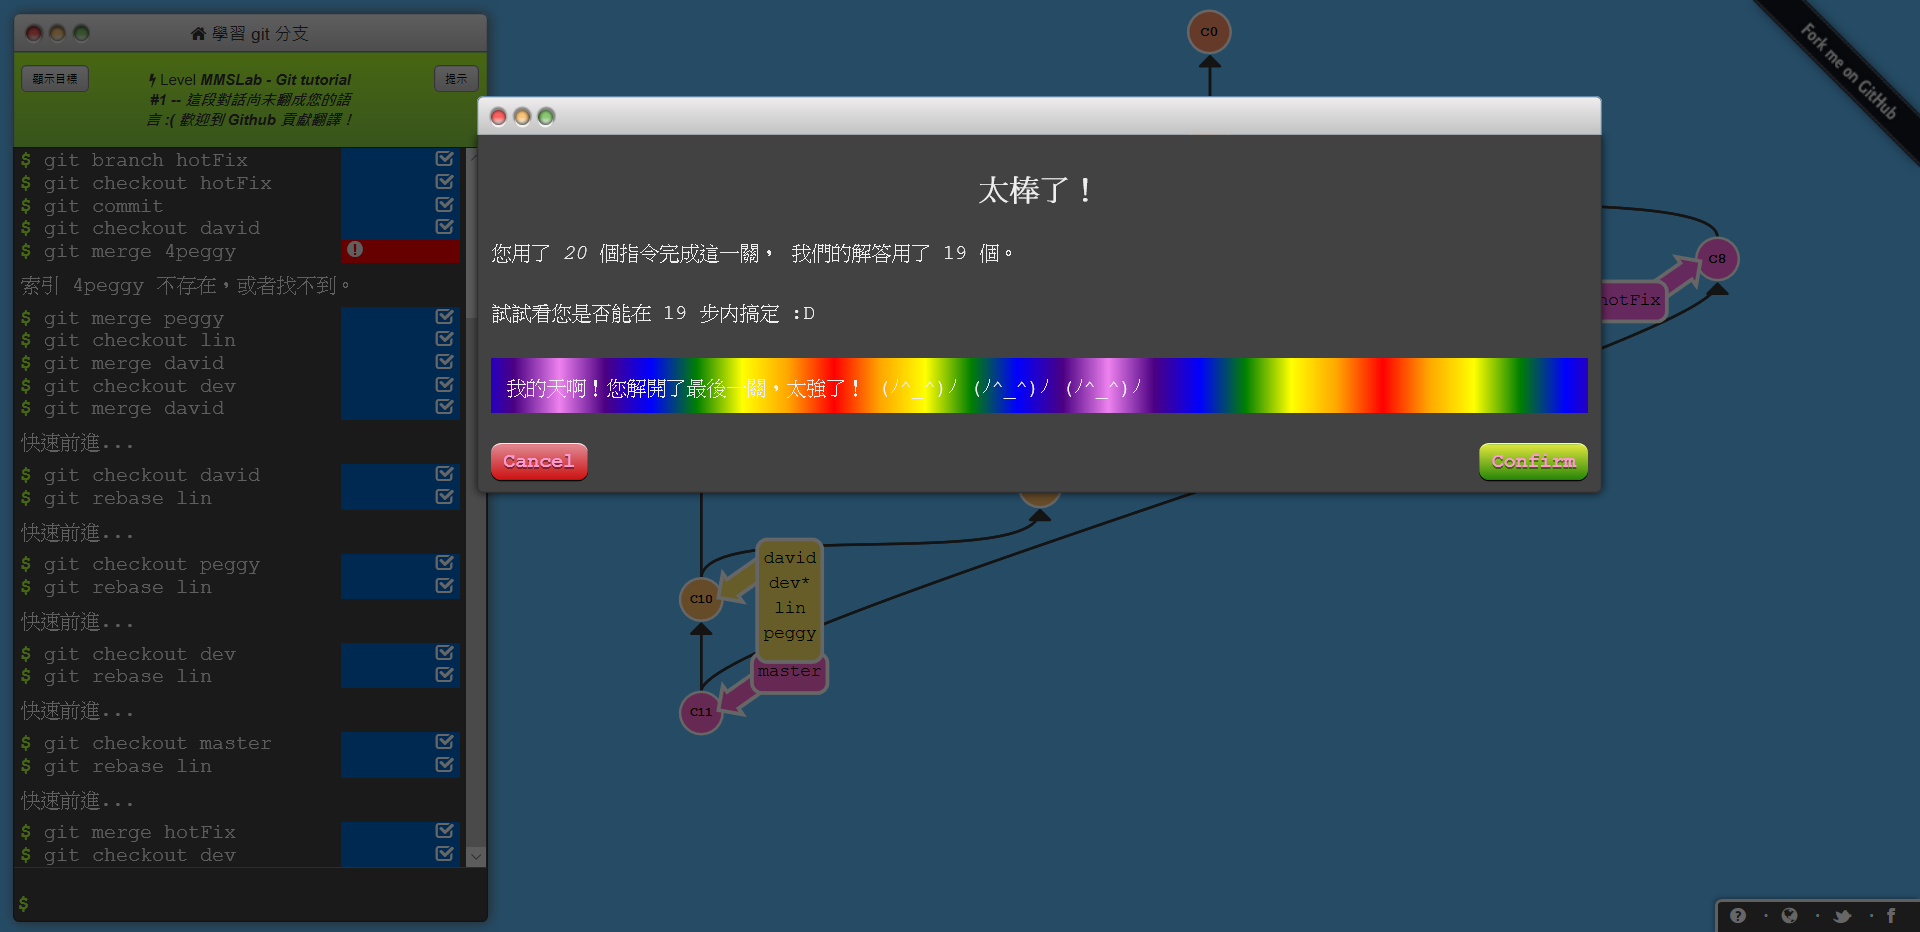 學習 git 分支
顯示目標
Level MMSLab - Git tutorial
#1 -- 這段對話尚未翻成您的語
言 :( 歡迎到 Github 貢獻翻譯！
提示
$ git branch hotFix
$ git checkout hotFix
$ git commit
$ git checkout david
$ git merge 4peggy
索引 4peggy 不存在，或者找不到。
$ git merge peggy
$ git checkout lin
$ git merge david
$ git checkout dev
$ git merge david
快速前進...
$ git checkout david
$ git rebase lin
快速前進...
$ git checkout peggy
$ git rebase lin
快速前進...
$ git checkout dev
$ git rebase lin
快速前進...
$ git checkout master
$ git rebase lin
快速前進...
$ git merge hotFix
$ git checkout dev
$
太棒了！
您用了 20 個指令完成這一關， 我們的解答用了 19 個。
試試看您是否能在 19 步內搞定 :D
我的天啊！您解開了最後一關，太強了！ (ﾉ^_^)ﾉ (ﾉ^_^)ﾉ (ﾉ^_^)ﾉ
Cancel
Confirm
C0
C8
hotFix
david
dev*
lin
peggy
master
C10
C11
Fork me on GitHub